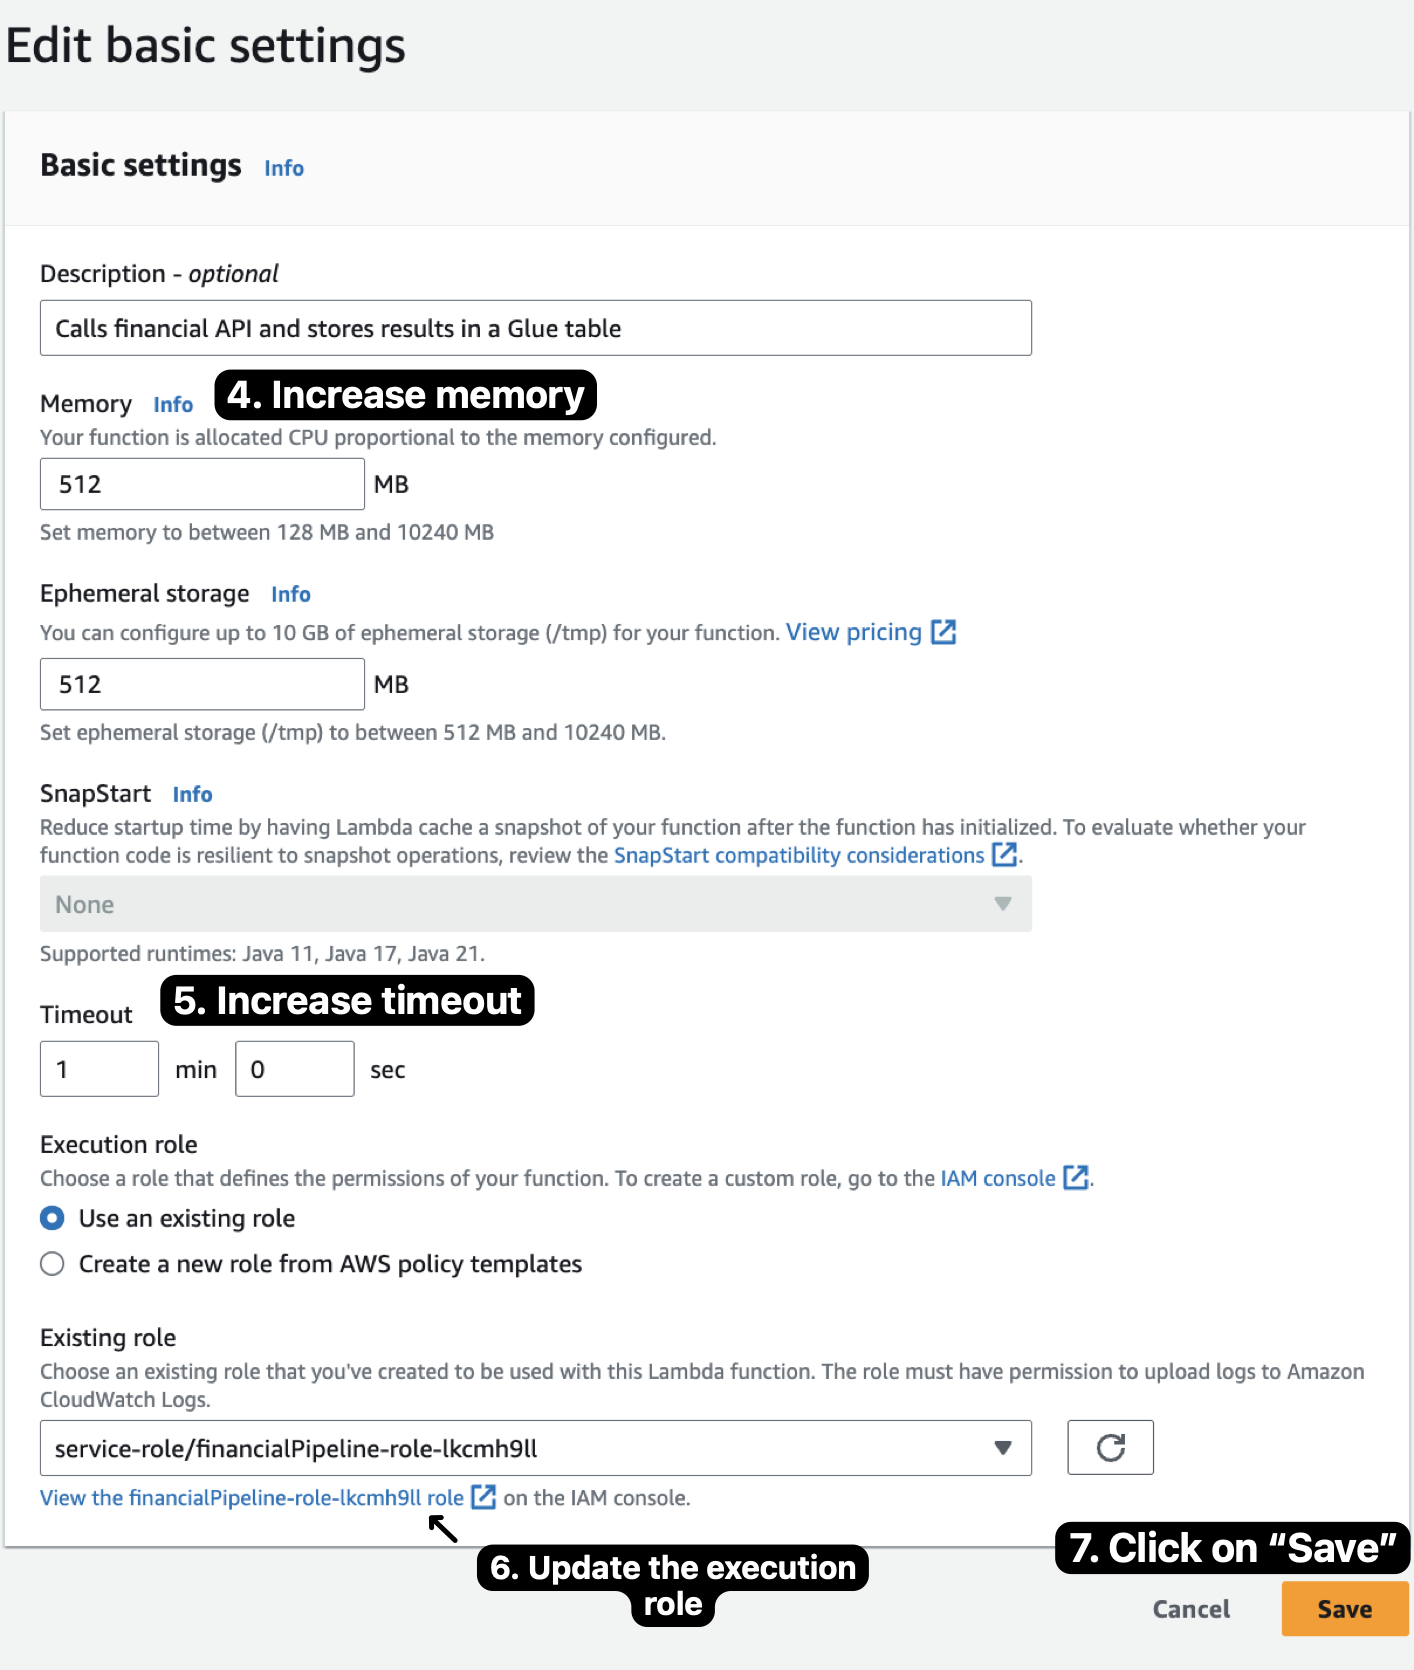 Edit basic settings
Basic settings Info
Description - optional
Calls financial API and stores results in a Glue table
Memory Info 4. Increase memory
Your function is allocated CPU proportional to the memory configured.
512 MB
Set memory to between 128 MB and 10240 MB
Ephemeral storage Info
You can configure up to 10 GB of ephemeral storage (/tmp) for your function. View pricing
512 MB
Set ephemeral storage (/tmp) to between 512 MB and 10240 MB.
SnapStart Info
Reduce startup time by having Lambda cache a snapshot of your function after the function has initialized. To evaluate whether your
function code is resilient to snapshot operations, review the SnapStart compatibility considerations.
None
Supported runtimes: Java 11, Java 17, Java 21.
Timeout 5. Increase timeout
1 min 0 sec
Execution role
Choose a role that defines the permissions of your function. To create a custom role, go to the IAM console.
Use an existing role
Create a new role from AWS policy templates
Existing role
Choose an existing role that you've created to be used with this Lambda function. The role must have permission to upload logs to Amazon
CloudWatch Logs.
service-role/financialPipeline-role-lkcmh9ll
View the financialPipeline-role-lkcmh9ll role on the IAM console.
6. Update the execution
role
7. Click on “Save”
Cancel Save